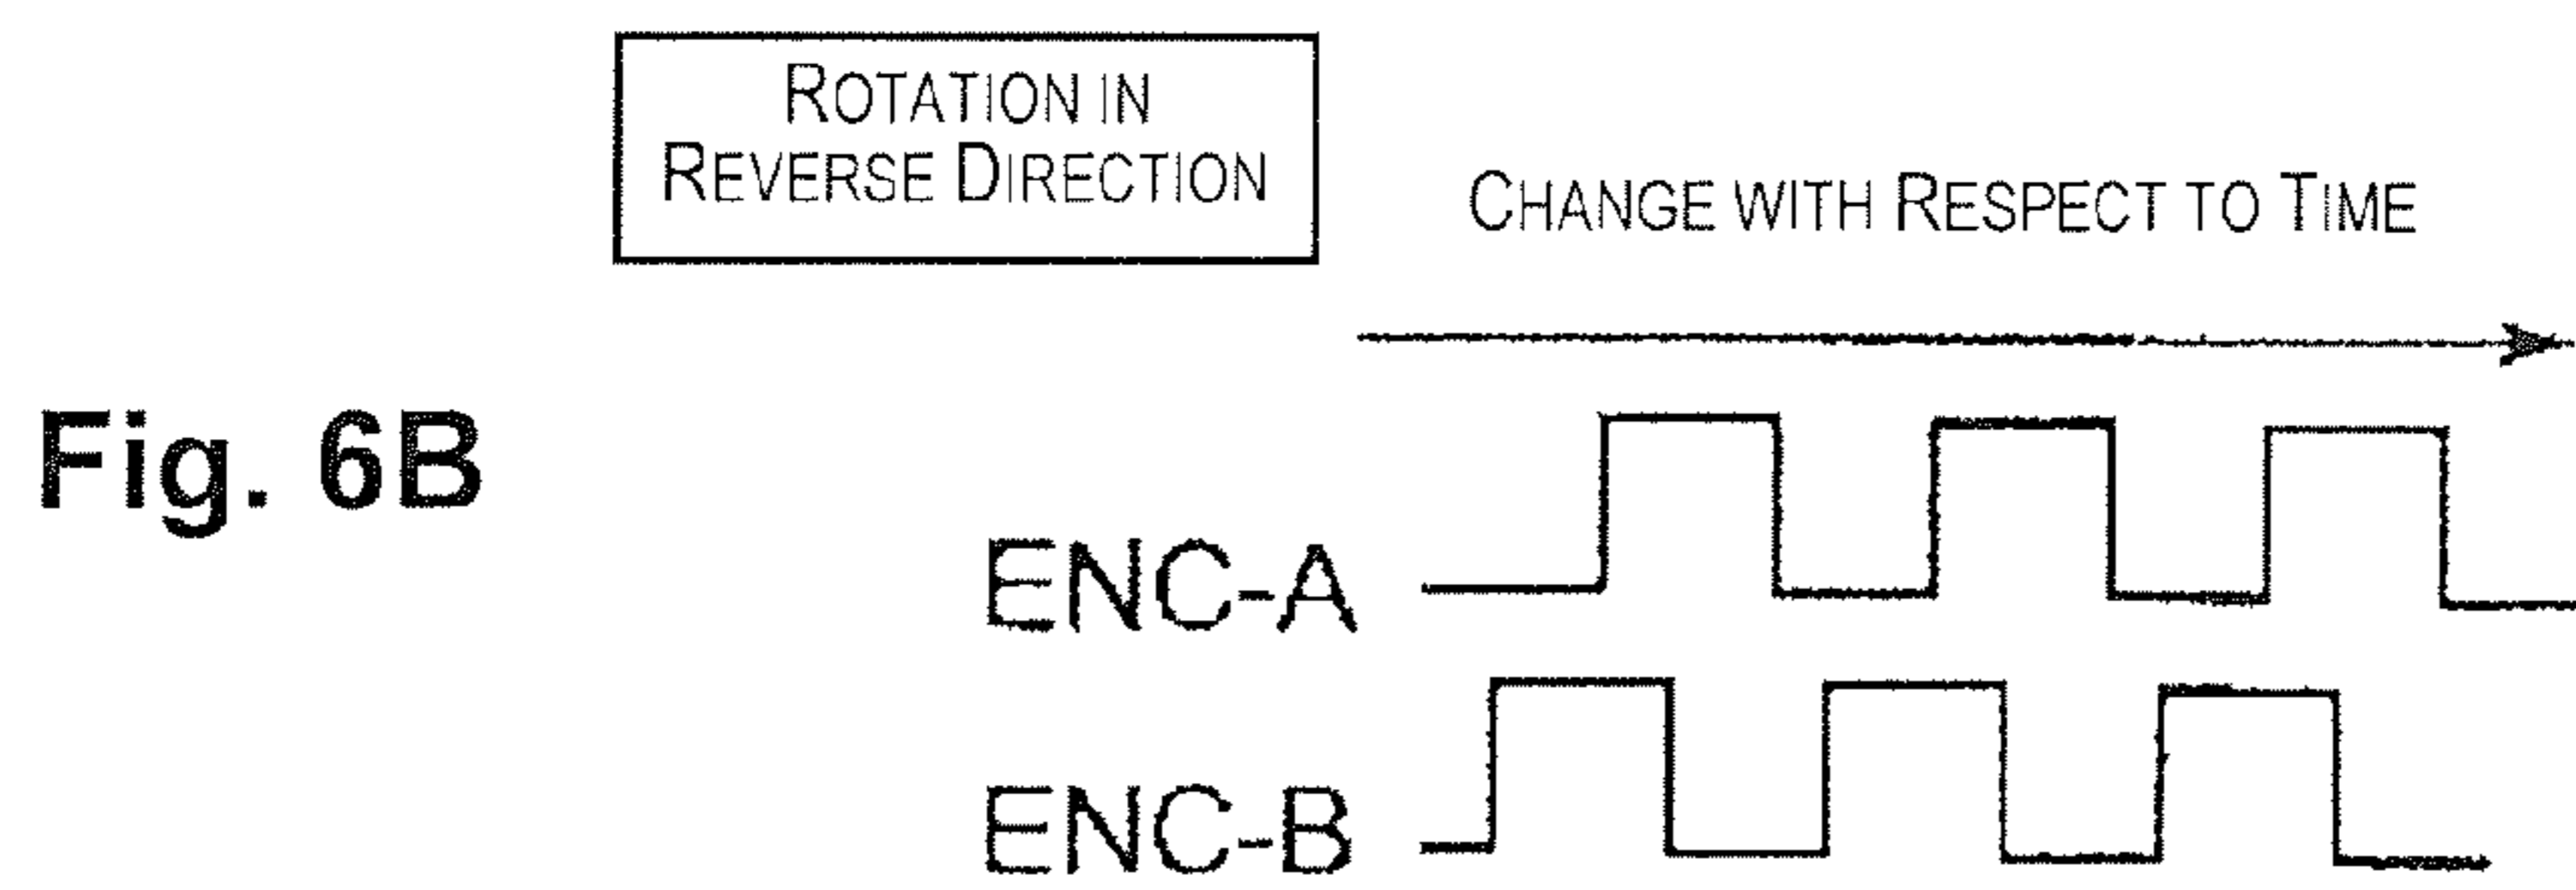 ROTATION IN
REVERSE DIRECTION
CHANGE WITH RESPECT TO TIME
Fig. 6B
ENC-A
ENC-B